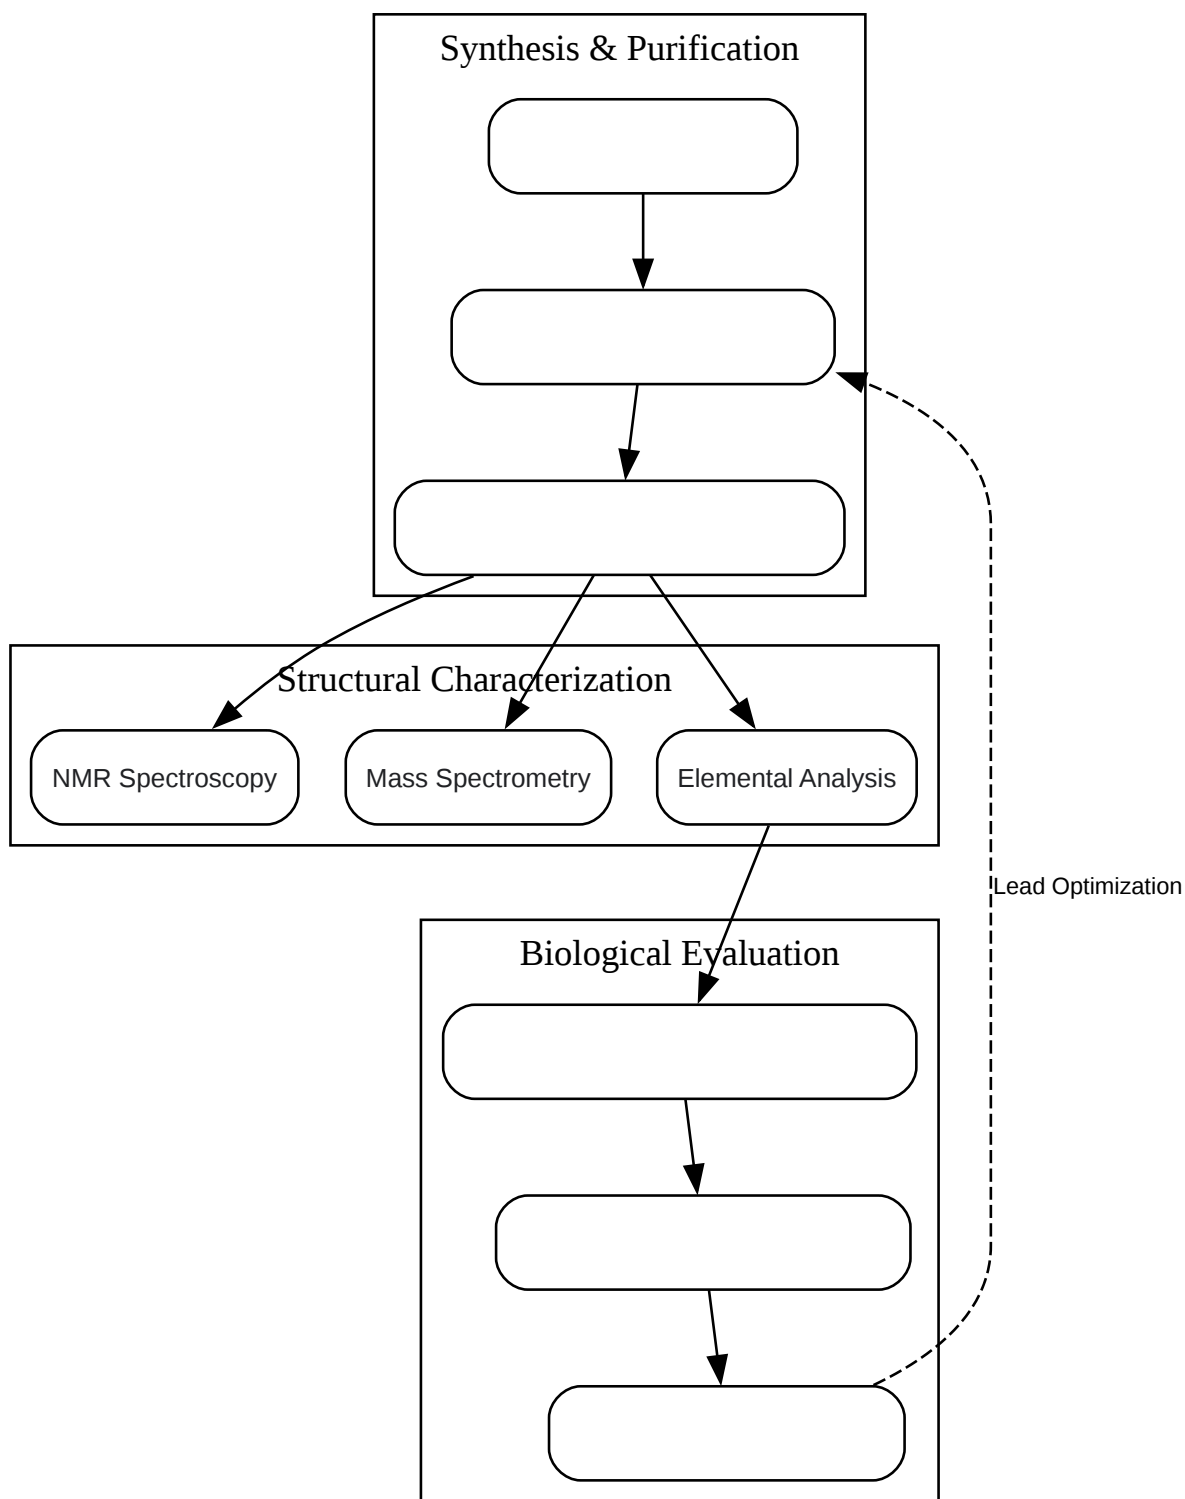 Synthesis & Purification
Structural Characterization
NMR Spectroscopy
Mass Spectrometry
Elemental Analysis
Lead Optimization
Biological Evaluation